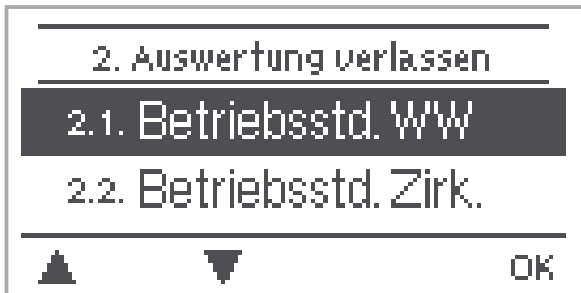 2. Auswertung verlassen
2.1. Betriebsstd. WW
2.2. Betriebsstd. Zirk.
OK